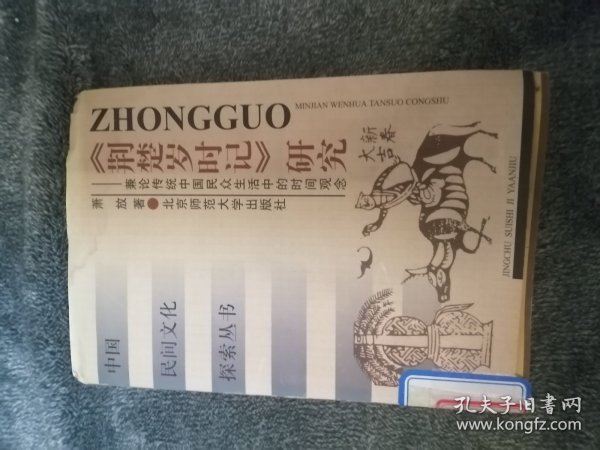 ZHONGGUO
MINJIAN WENHUA TANSUO CONGSHU
《荆楚岁时记》研究
——兼论传统中国民众生活中的时间观念
萧 放 著●北京师范大学出版社
新春
大吉
JINGCHU SUISHI JI YAANJIU
中国
民间文化
探索丛书
孔夫子旧书网
www.kongfz.com